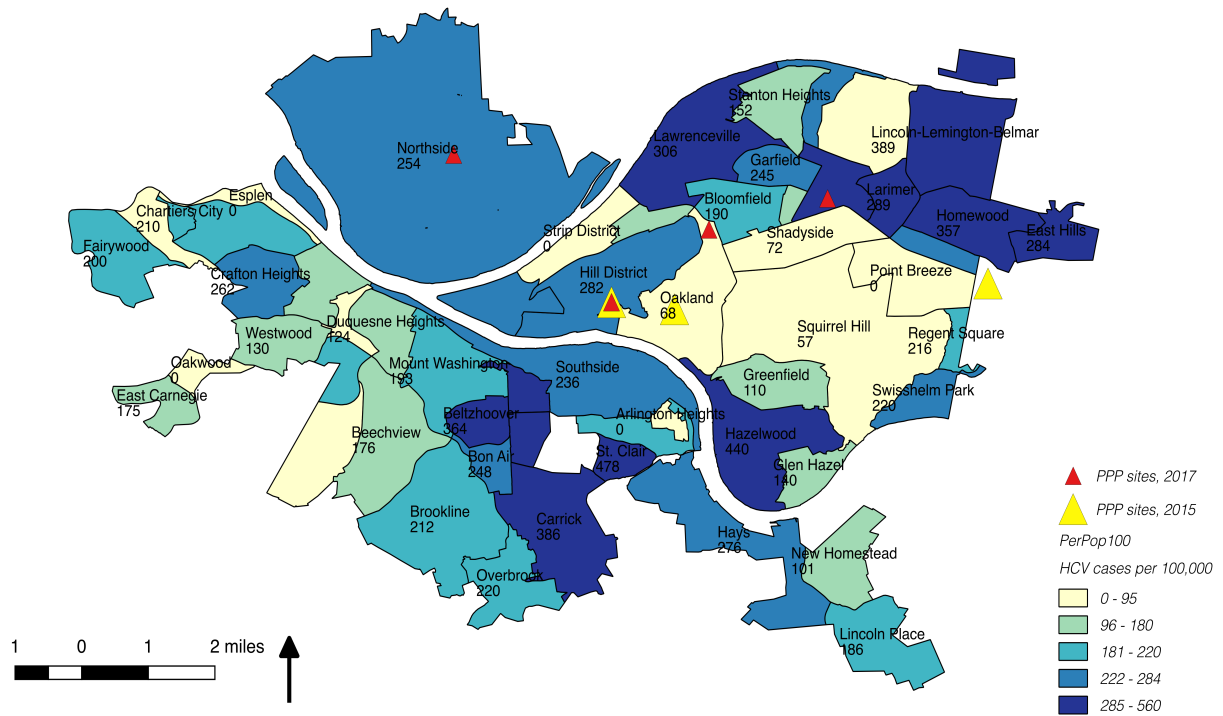 Stanton Heights
152
Lawrenceville
306
Lincoln-Lemington-Belmar
389
Northside
254
Garfield
245
Larimer
289
Bloomfield
190
Esplen
0
Chartiers City
210
Homewood
357
East Hills
284
Strip District
0
Shadyside
72
Fairywood
200
Crafton Heights
262
Hill District
282
Point Breeze
0
Oakland
68
Duquesne Heights
124
Squirrel Hill
57
Regent Square
216
Westwood
130
Oakwood
0
Mount Washington
193
Southside
236
Greenfield
110
East Carnegie
175
Swisshelm Park
220
Beltzhoover
364
Arlington Heights
0
Beechview
176
Hazelwood
440
Bon Air
248
St. Clair
478
Glen Hazel
140
Brookline
212
Carrick
386
Hays
276
New Homestead
101
Overbrook
220
Lincoln Place
186
PPP sites, 2017
PPP sites, 2015
PerPop100
HCV cases per 100,000
0 - 95
96 - 180
181 - 220
222 - 284
285 - 560
1 0 1 2 miles